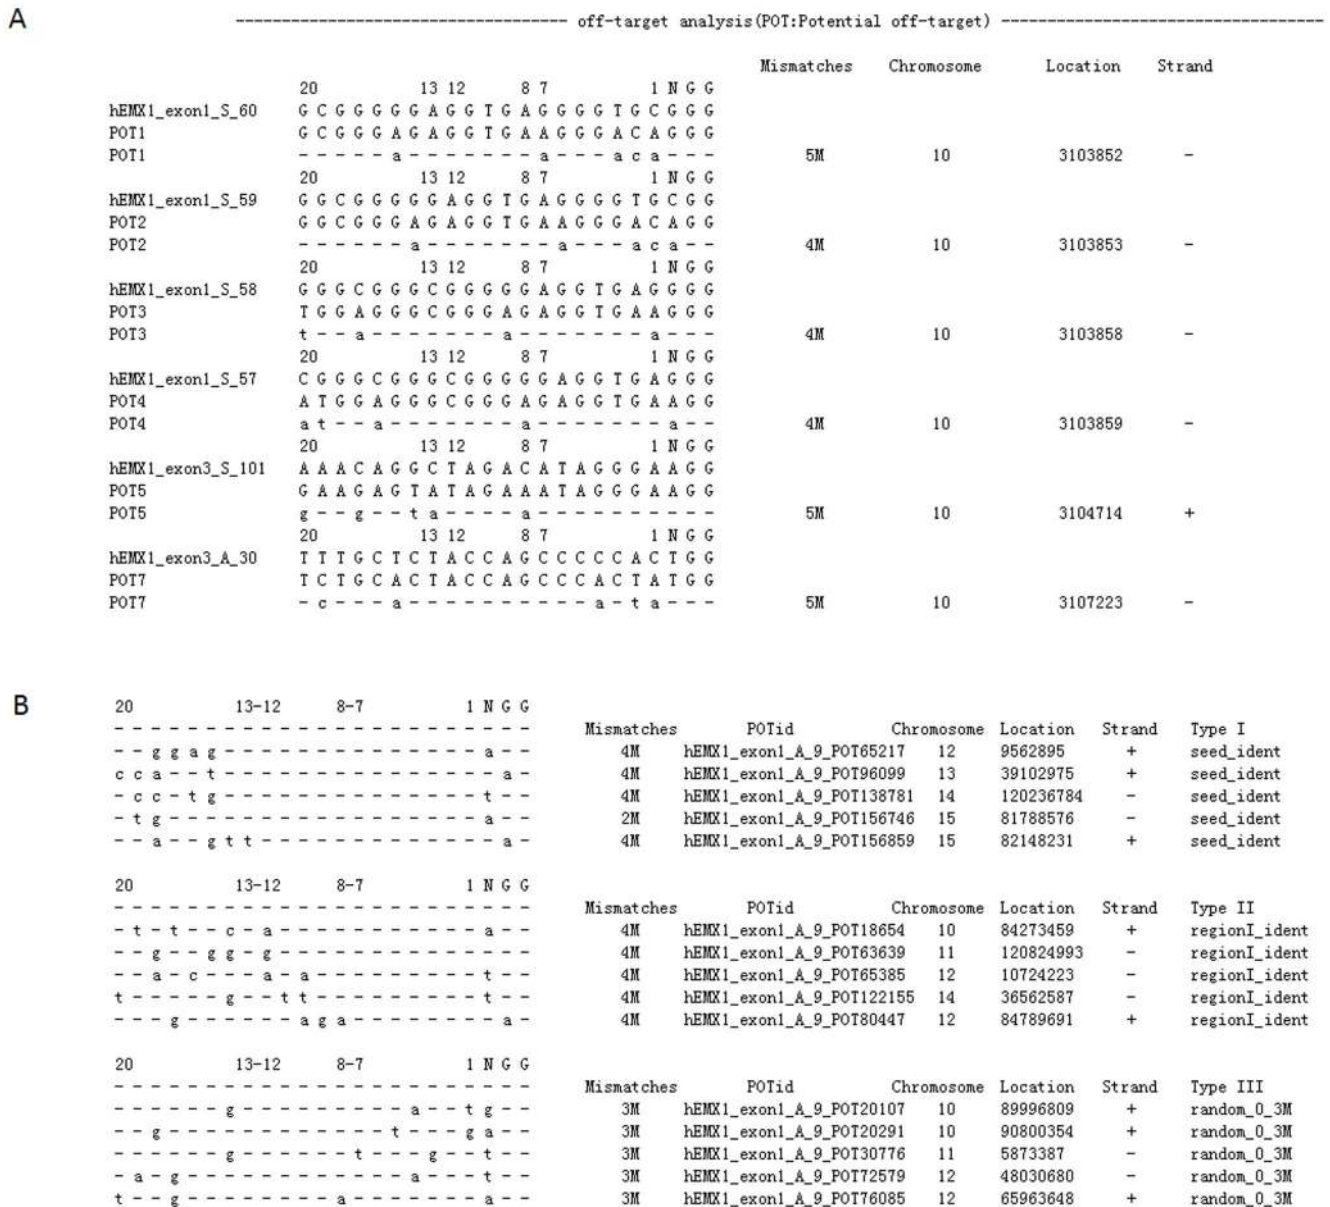 A
---------------------------------- off-target analysis(POT:Potential off-target) ----------------------------------
Mismatches Chromosome Location Strand
20 13 12 8 7 1 N G G
hEMX1_exon1_S_60 G C G G G G G A G G T G A G G G G T G C G G G
POT1 G C G G G A G A G G T G A A G G G A C A G G G
POT1 - - - - - a - - - - - - - a - - - a c a - - - 5M 10 3103852 -
20 13 12 8 7 1 N G G
hEMX1_exon1_S_59 G G C G G G G G A G G T G A G G G G T G C G G
POT2 G G C G G G A G A G G T G A A G G G A C A G G
POT2 - - - - - - a - - - - - - - a - - - a c a - - 4M 10 3103853 -
20 13 12 8 7 1 N G G
hEMX1_exon1_S_58 G G G C G G G C G G G G G A G G T G A G G G G
POT3 T G G A G G G C G G G A G A G G T G A A G G G
POT3 t - - a - - - - - - - a - - - - - - - a - - - 4M 10 3103858 -
20 13 12 8 7 1 N G G
hEMX1_exon1_S_57 C G G G C G G G C G G G G G A G G T G A G G G
POT4 A T G G A G G G C G G G A G A G G T G A A G G
POT4 a t - - a - - - - - - - a - - - - - - - a - - 4M 10 3103859 -
20 13 12 8 7 1 N G G
hEMX1_exon3_S_101 A A A C A G G C T A G A C A T A G G G A A G G
POT5 G A A G A G T A T A G A A A T A G G G A A G G
POT5 g - - g - - t a - - - - a - - - - - - - - - - 5M 10 3104714 +
20 13 12 8 7 1 N G G
hEMX1_exon3_A_30 T T T G C T C T A C C A G C C C C C A C T G G
POT7 T C T G C A C T A C C A G C C C A C T A T G G
POT7 - c - - - a - - - - - - - - - - a - t a - - - 5M 10 3107223 -
B
20 13-12 8-7 1 N G G
- - - - - - - - - - - - - - - - - - - - - - - Mismatches POTid Chromosome Location Strand Type I
- - g g a g - - - - - - - - - - - - - - a - - 4M hEMX1_exon1_A_9_POT65217 12 9562895 + seed_ident
c c a - - t - - - - - - - - - - - - - - - a - 4M hEMX1_exon1_A_9_POT96099 13 39102975 + seed_ident
- c c - t g - - - - - - - - - - - - - - t - - 4M hEMX1_exon1_A_9_POT138781 14 120236784 - seed_ident
- t g - - - - - - - - - - - - - - - - - a - - 2M hEMX1_exon1_A_9_POT156746 15 81788576 - seed_ident
- - a - - g t t - - - - - - - - - - - - - a - 4M hEMX1_exon1_A_9_POT156859 15 82148231 + seed_ident
20 13-12 8-7 1 N G G
- - - - - - - - - - - - - - - - - - - - - - - Mismatches POTid Chromosome Location Strand Type II
- t - t - - c - a - - - - - - - - - - - a - - 4M hEMX1_exon1_A_9_POT18654 10 84273459 + regionI_ident
- - g - - g g - g - - - - - - - - - - - - - - 4M hEMX1_exon1_A_9_POT63639 11 120824993 - regionI_ident
- - a - c - - - a - a - - - - - - - - - t - - 4M hEMX1_exon1_A_9_POT65385 12 10724223 - regionI_ident
t - - - - - g - - t t - - - - - - - - - t - - 4M hEMX1_exon1_A_9_POT122155 14 36562587 - regionI_ident
- - - g - - - - - - a g a - - - - - - - - a - 4M hEMX1_exon1_A_9_POT80447 12 84789691 + regionI_ident
20 13-12 8-7 1 N G G
- - - - - - - - - - - - - - - - - - - - - - - Mismatches POTid Chromosome Location Strand Type III
- - - - - - g - - - - - - - - - a - - t g - - 3M hEMX1_exon1_A_9_POT20107 10 89996809 + random_0_3M
- - g - - - - - - - - - - - - t - - - g a - - 3M hEMX1_exon1_A_9_POT20291 10 90800354 + random_0_3M
- - - - - - g - - - - - - t - - - g - - t - - 3M hEMX1_exon1_A_9_POT30776 11 5873387 - random_0_3M
- a - g - - - - - - - - - - - - a - - - t - - 3M hEMX1_exon1_A_9_POT72579 12 48030680 - random_0_3M
t - - g - - - - - - - - a - - - - - - - a - - 3M hEMX1_exon1_A_9_POT76085 12 65963648 + random_0_3M